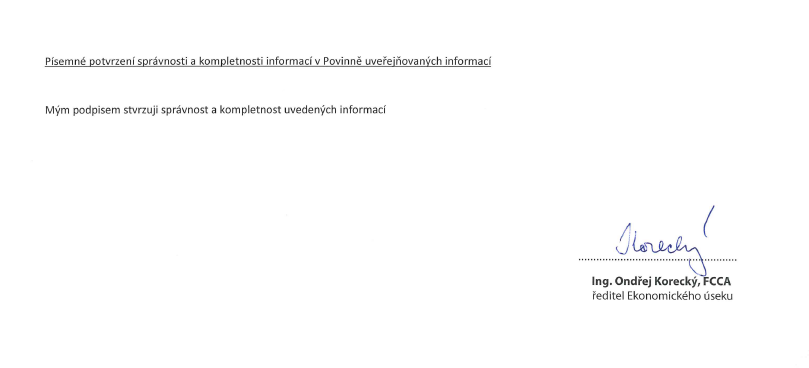 Písemné potvrzení správnosti a kompletnosti informací v Povinně uveřejňovaných informací
Mým podpisem stvrzuji správnost a kompletnost uvedených informací
Korecký
Ing. Ondřej Korecký, FCCA
ředitel Ekonomického úseku